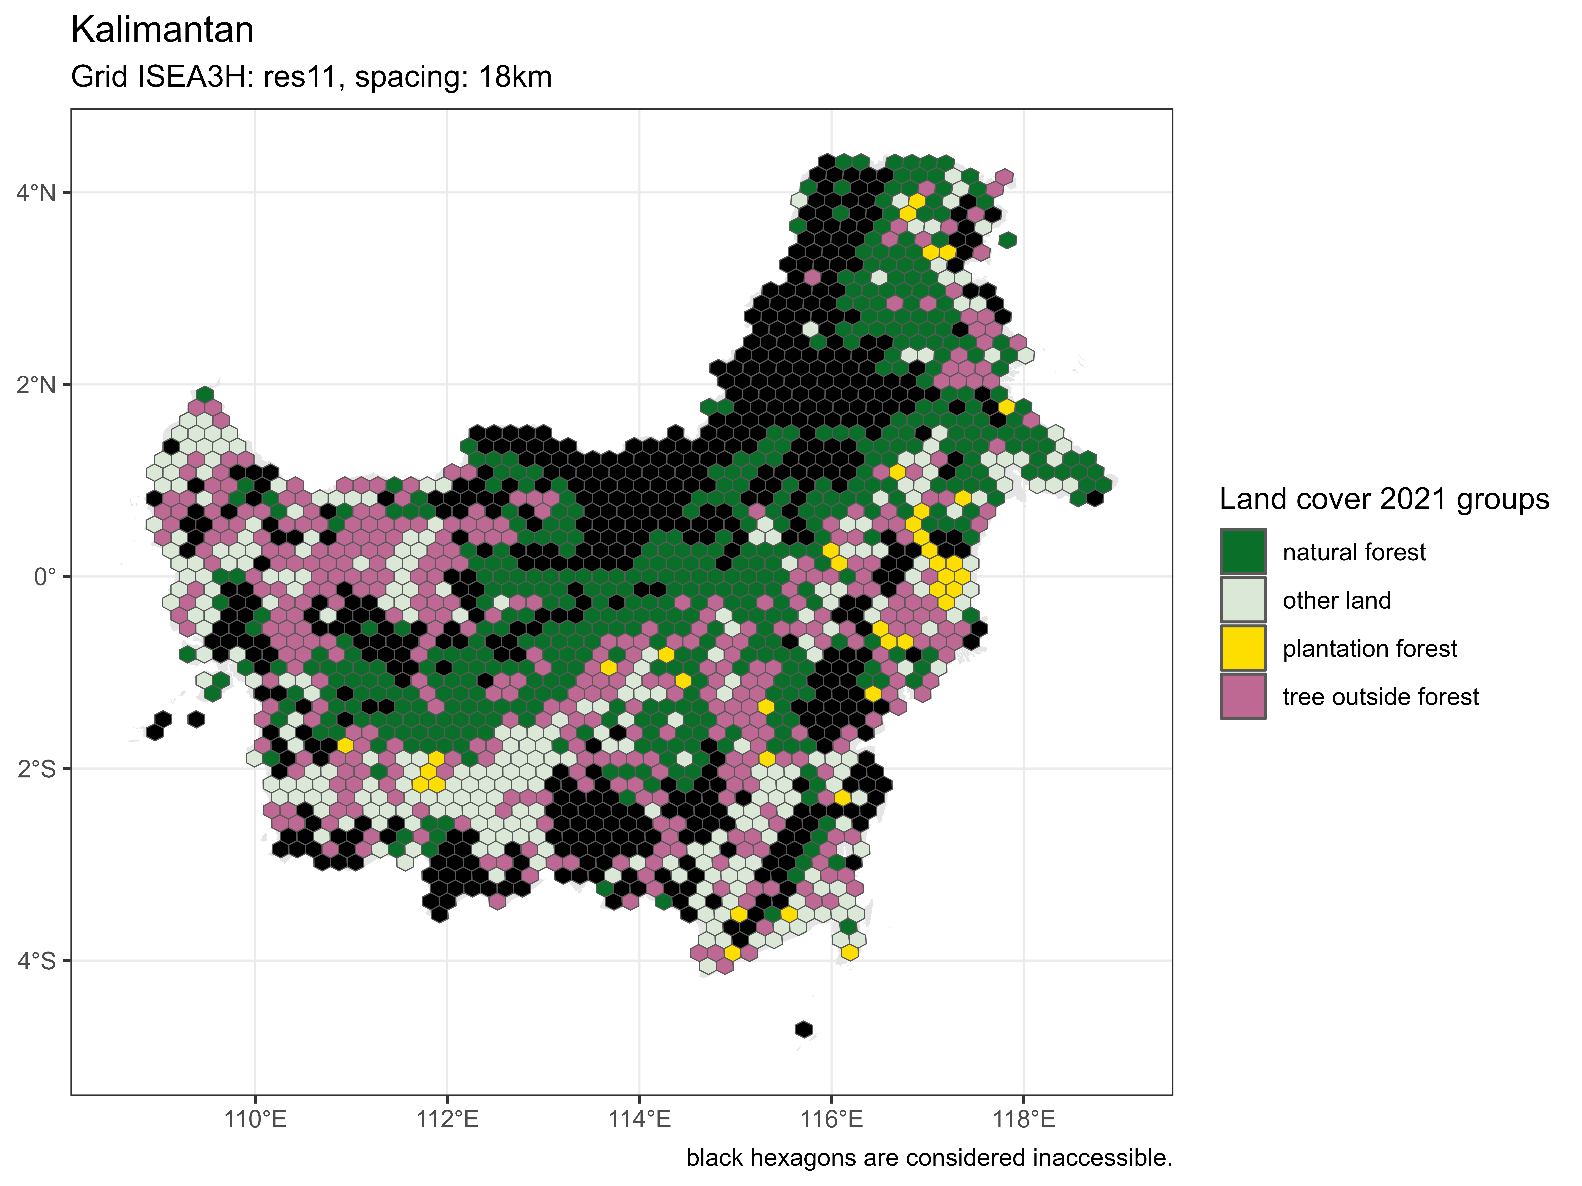 Kalimantan
Grid ISEA3H: res11, spacing: 18km
4°N
2°N
0°
2°S
4°S
110°E
112°E
114°E
116°E
118°E
Land cover 2021 groups
natural forest
other land
plantation forest
tree outside forest
black hexagons are considered inaccessible.